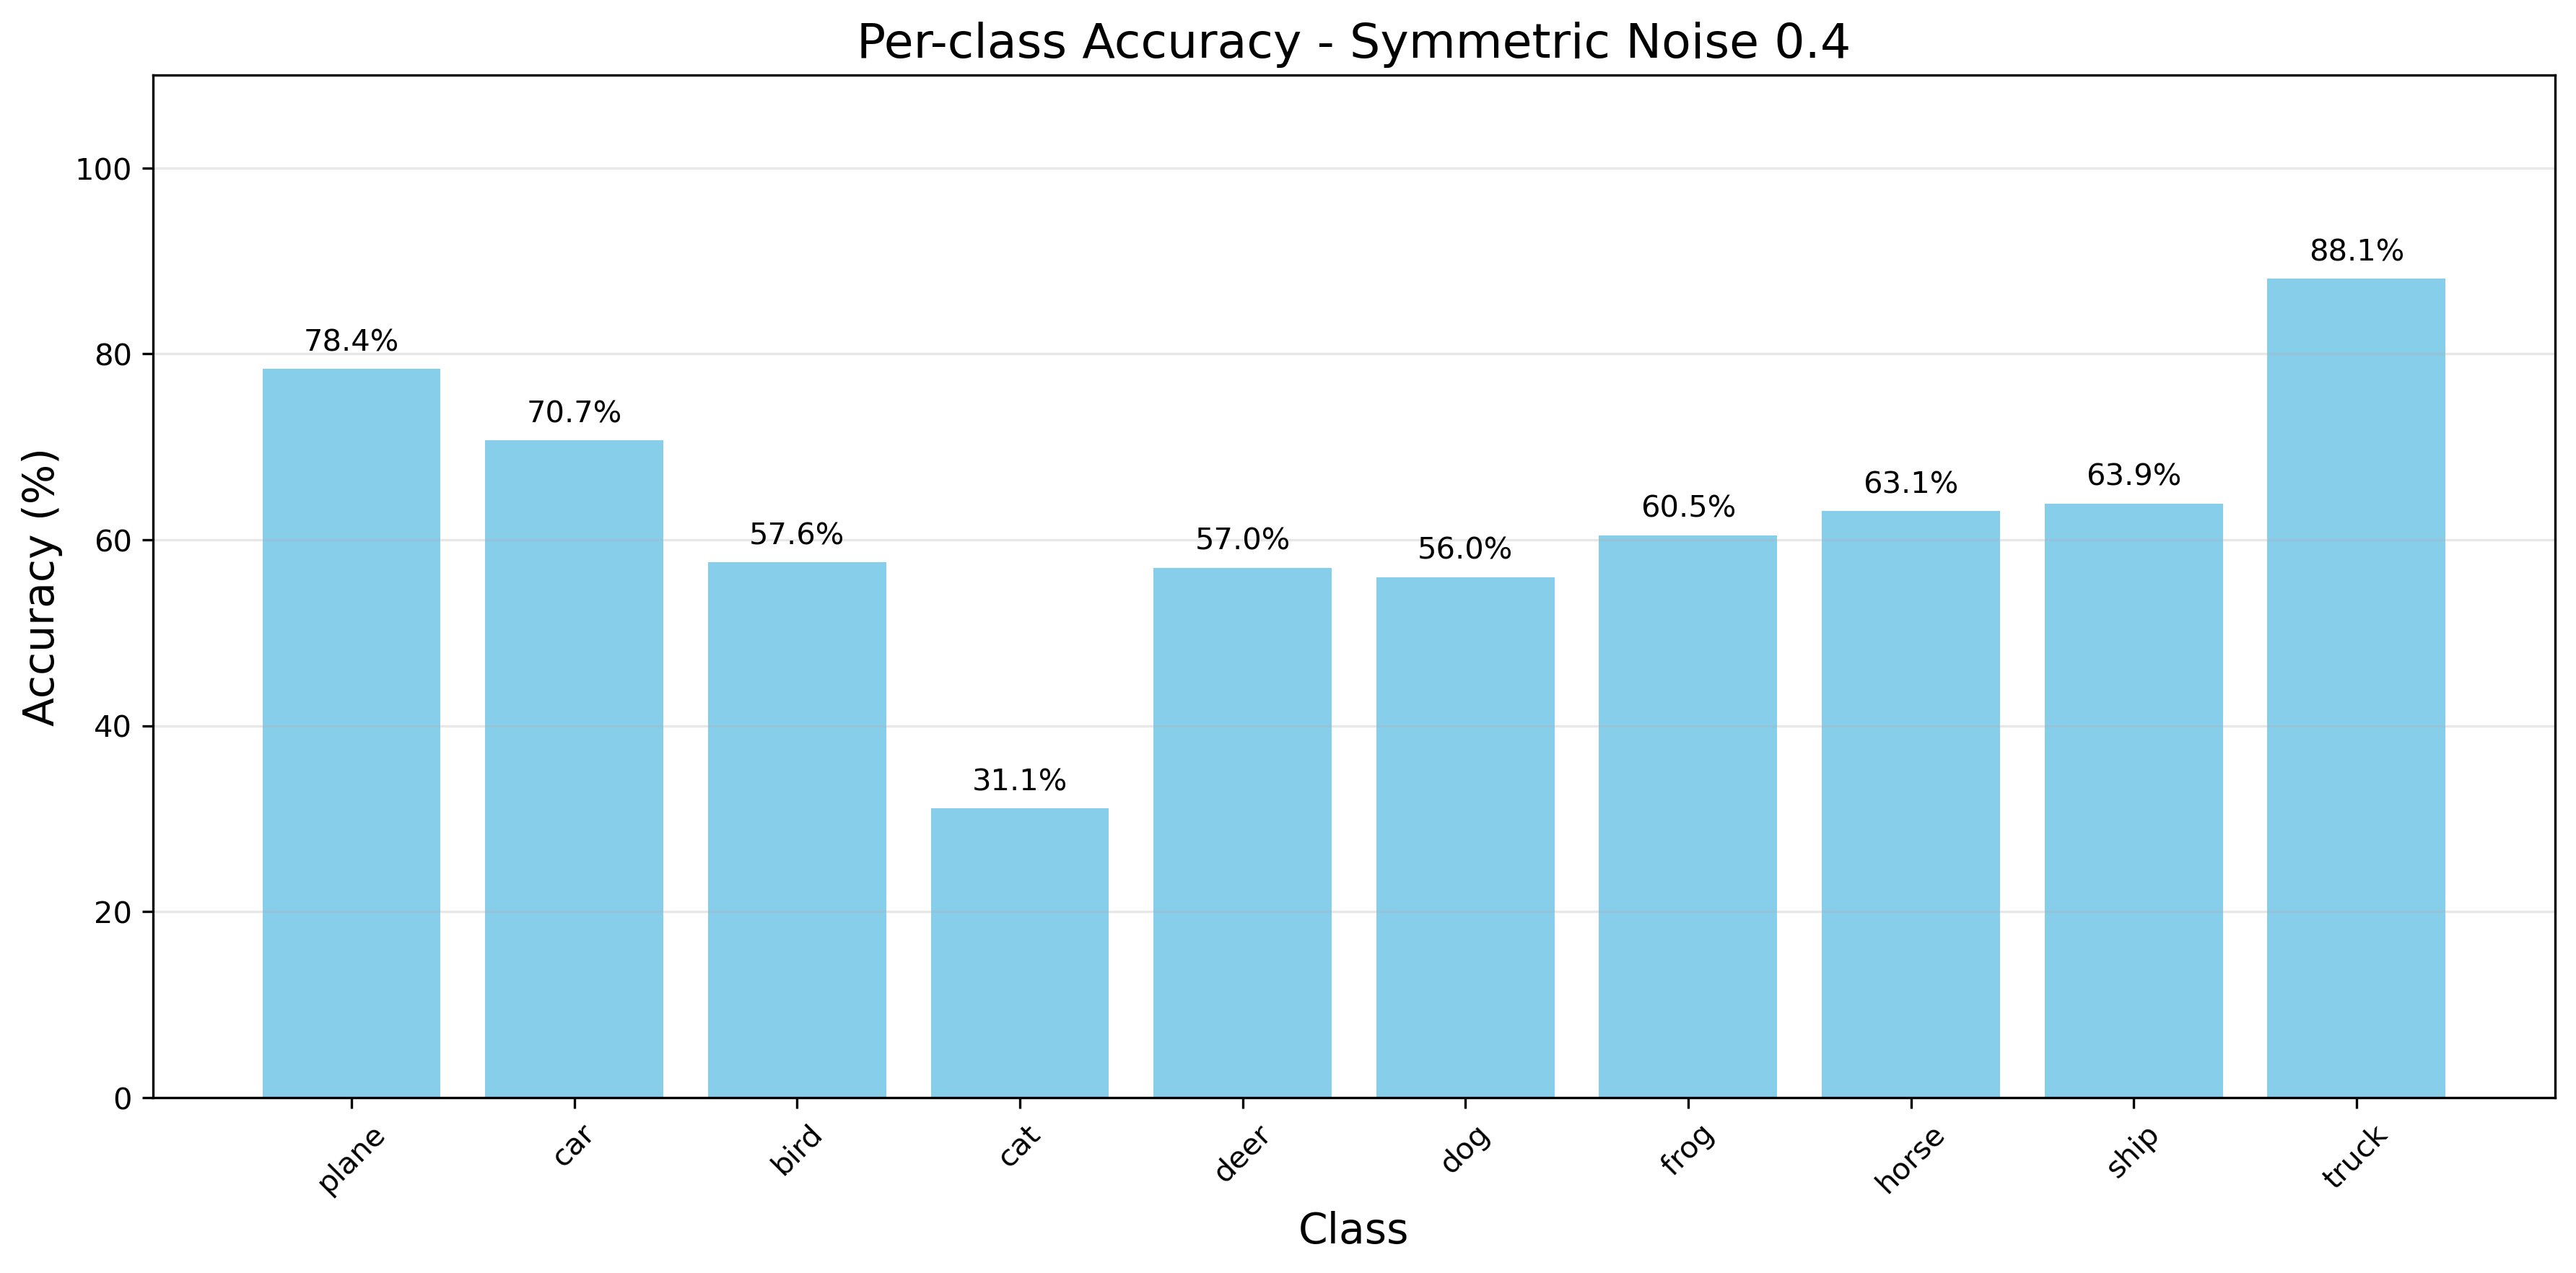 Per-class Accuracy - Symmetric Noise 0.4
Accuracy (%)
100
80
60
40
20
0
78.4%
70.7%
57.6%
31.1%
57.0%
56.0%
60.5%
63.1%
63.9%
88.1%
plane
car
bird
cat
deer
dog
frog
horse
ship
truck
Class